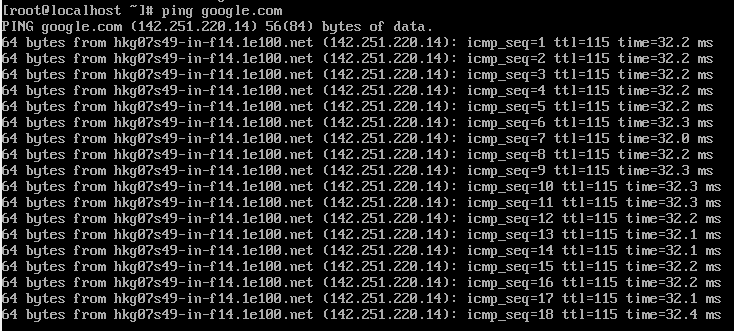 [root@localhost ~]# ping google.com
PING google.com (142.251.220.14) 56(84) bytes of data.
64 bytes from hkg07s49-in-f14.1e100.net (142.251.220.14): icmp_seq=1 ttl=115 time=32.2 ms
64 bytes from hkg07s49-in-f14.1e100.net (142.251.220.14): icmp_seq=2 ttl=115 time=32.2 ms
64 bytes from hkg07s49-in-f14.1e100.net (142.251.220.14): icmp_seq=3 ttl=115 time=32.2 ms
64 bytes from hkg07s49-in-f14.1e100.net (142.251.220.14): icmp_seq=4 ttl=115 time=32.2 ms
64 bytes from hkg07s49-in-f14.1e100.net (142.251.220.14): icmp_seq=5 ttl=115 time=32.2 ms
64 bytes from hkg07s49-in-f14.1e100.net (142.251.220.14): icmp_seq=6 ttl=115 time=32.3 ms
64 bytes from hkg07s49-in-f14.1e100.net (142.251.220.14): icmp_seq=7 ttl=115 time=32.0 ms
64 bytes from hkg07s49-in-f14.1e100.net (142.251.220.14): icmp_seq=8 ttl=115 time=32.2 ms
64 bytes from hkg07s49-in-f14.1e100.net (142.251.220.14): icmp_seq=9 ttl=115 time=32.3 ms
64 bytes from hkg07s49-in-f14.1e100.net (142.251.220.14): icmp_seq=10 ttl=115 time=32.3 ms
64 bytes from hkg07s49-in-f14.1e100.net (142.251.220.14): icmp_seq=11 ttl=115 time=32.3 ms
64 bytes from hkg07s49-in-f14.1e100.net (142.251.220.14): icmp_seq=12 ttl=115 time=32.2 ms
64 bytes from hkg07s49-in-f14.1e100.net (142.251.220.14): icmp_seq=13 ttl=115 time=32.1 ms
64 bytes from hkg07s49-in-f14.1e100.net (142.251.220.14): icmp_seq=14 ttl=115 time=32.1 ms
64 bytes from hkg07s49-in-f14.1e100.net (142.251.220.14): icmp_seq=15 ttl=115 time=32.2 ms
64 bytes from hkg07s49-in-f14.1e100.net (142.251.220.14): icmp_seq=16 ttl=115 time=32.2 ms
64 bytes from hkg07s49-in-f14.1e100.net (142.251.220.14): icmp_seq=17 ttl=115 time=32.1 ms
64 bytes from hkg07s49-in-f14.1e100.net (142.251.220.14): icmp_seq=18 ttl=115 time=32.4 ms